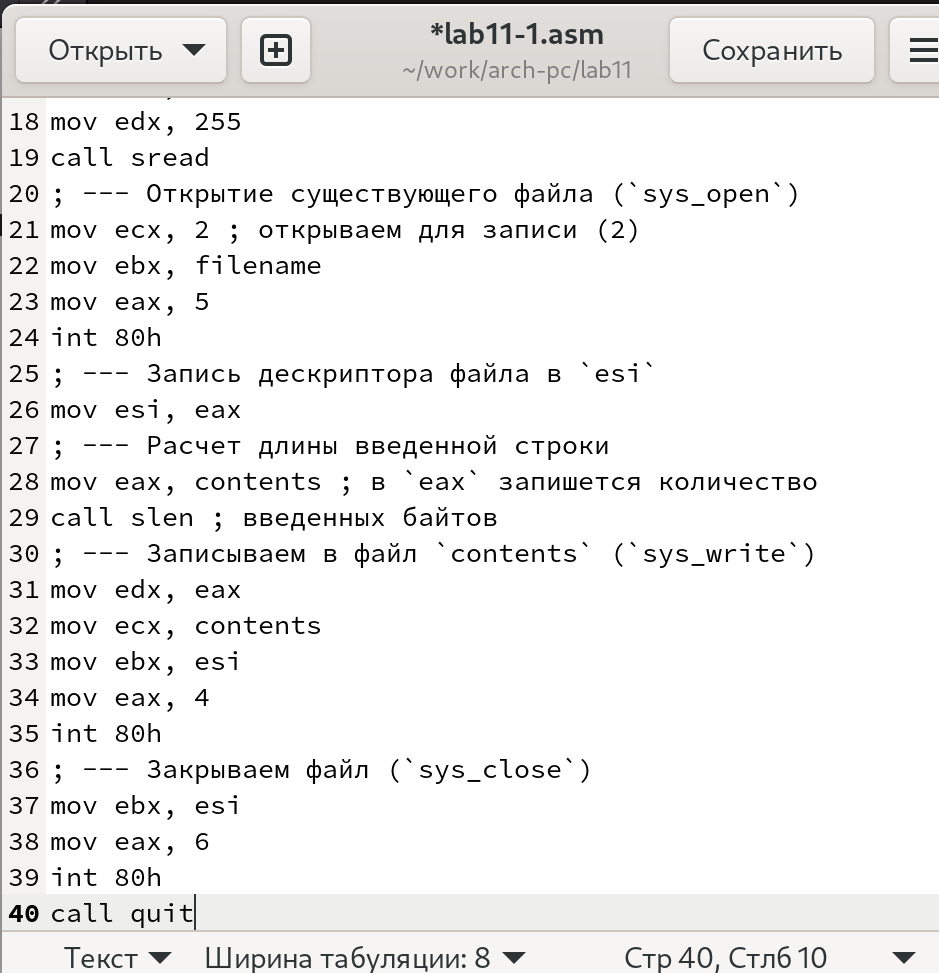 Открыть
*lab11-1.asm
~/work/arch-pc/lab11
Сохранить
18 mov edx, 255
19 call sread
20 ; --- Открытие существующего файла (`sys_open`)
21 mov ecx, 2 ; открываем для записи (2)
22 mov ebx, filename
23 mov eax, 5
24 int 80h
25 ; --- Запись дескриптора файла в `esi`
26 mov esi, eax
27 ; --- Расчет длины введенной строки
28 mov eax, contents ; в `eax` запишется количество
29 call slen ; введенных байтов
30 ; --- Записываем в файл `contents` (`sys_write`)
31 mov edx, eax
32 mov ecx, contents
33 mov ebx, esi
34 mov eax, 4
35 int 80h
36 ; --- Закрываем файл (`sys_close`)
37 mov ebx, esi
38 mov eax, 6
39 int 80h
40 call quit
Текст Ширина табуляции: 8 Стр 40, Стлб 10